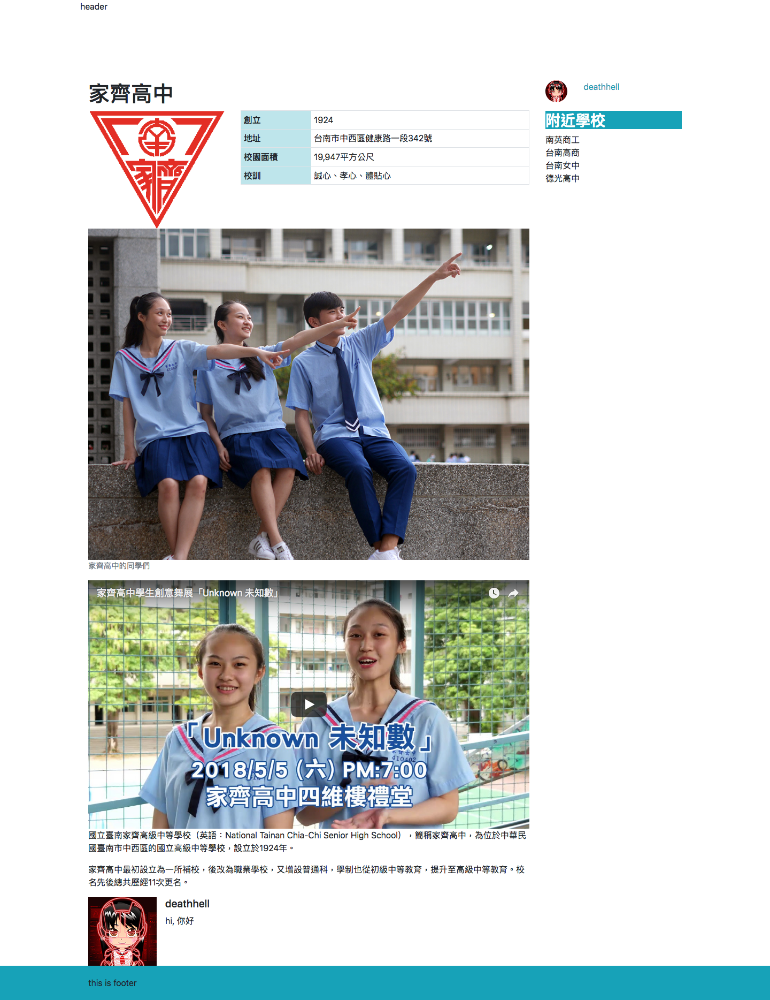 header
家齊高中
家齊
創立 1924
地址 台南市中西區健康路一段342號
校園面積 19,947平方公尺
校訓 誠心、孝心、體貼心
deathhell
附近學校
南英商工
台南高商
台南女中
德光高中
家齊高中的同學們
家齊高中學生創意舞展「Unknown 未知數」
「Unknown 未知數」
家齊女中
410402
2018/5/5 (六) PM:7:00
家齊高中四維樓禮堂
國立臺南家齊高級中等學校（英語：National Tainan Chia-Chi Senior High School），簡稱家齊高中，為位於中華民
國臺南市中西區的國立高級中等學校，設立於1924年。
家齊高中最初設立為一所補校，後改為職業學校，又增設普通科，學制也從初級中等教育，提升至高級中等教育。校
名先後總共歷經11次更名。
deathhell
hi, 你好
this is footer